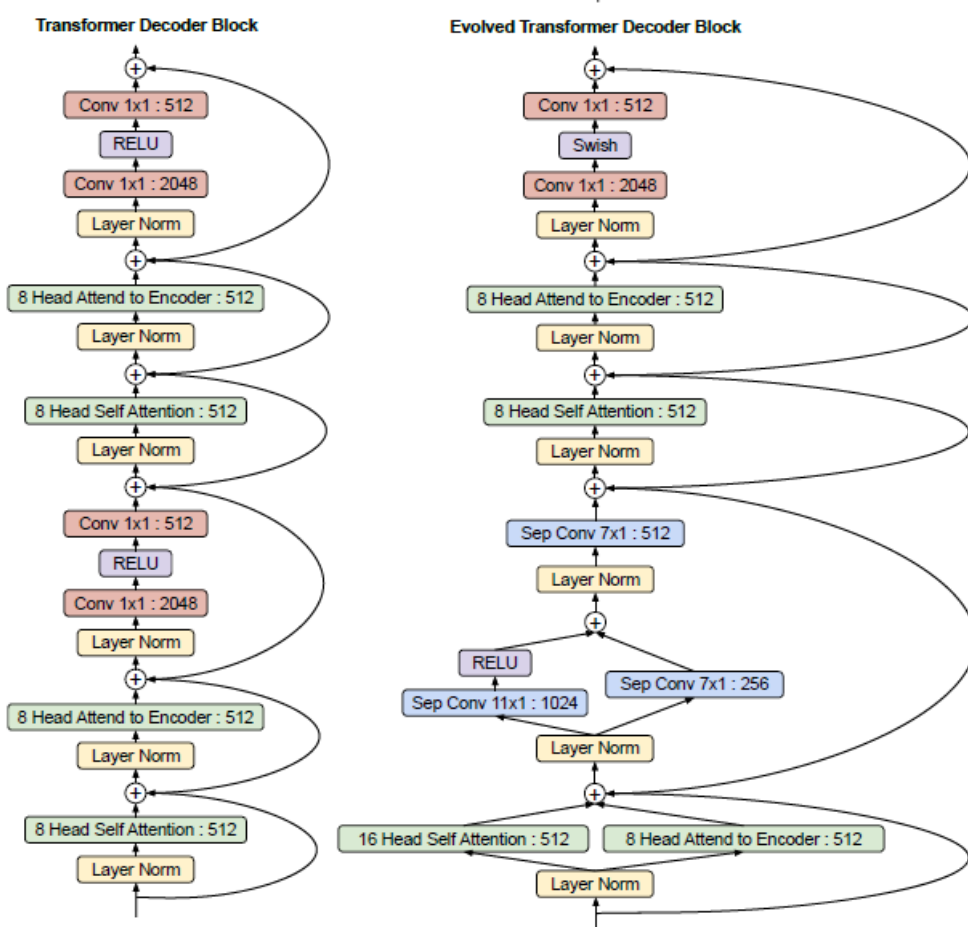 Transformer Decoder Block
+
Conv 1x1 : 512
RELU
Conv 1x1 : 2048
Layer Norm
+
8 Head Attend to Encoder : 512
Layer Norm
+
8 Head Self Attention : 512
Layer Norm
+
Conv 1x1 : 512
RELU
Conv 1x1 : 2048
Layer Norm
+
8 Head Attend to Encoder : 512
Layer Norm
+
8 Head Self Attention : 512
Layer Norm
Evolved Transformer Decoder Block
+
Conv 1x1 : 512
Swish
Conv 1x1 : 2048
Layer Norm
+
8 Head Attend to Encoder : 512
Layer Norm
+
8 Head Self Attention : 512
Layer Norm
+
Sep Conv 7x1 : 512
Layer Norm
+
RELU
Sep Conv 11x1 : 1024
Sep Conv 7x1 : 256
Layer Norm
+
16 Head Self Attention : 512
8 Head Attend to Encoder : 512
Layer Norm